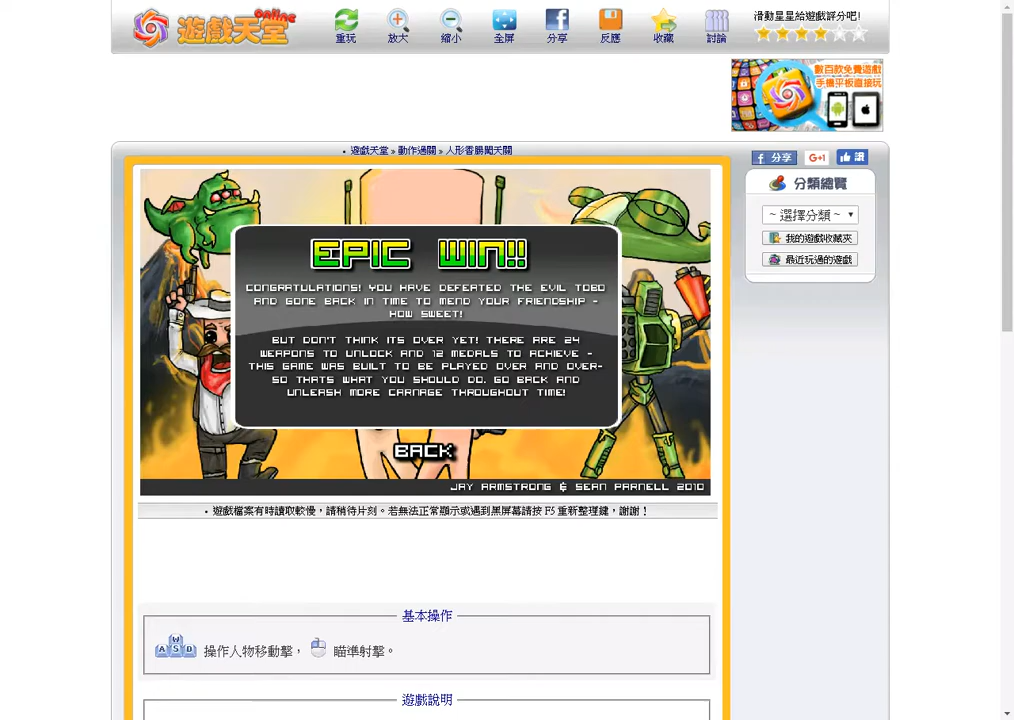 遊戲天堂 online
重玩 放大 縮小 全屏 分享 反應 收藏 討論
滑動星星給遊戲評分吧!
數百款免費遊戲
手機平板直接玩
• 遊戲天堂 » 動作過關 » 人形香腸闖天關
分享 G+1 讚
分類總覽
~ 選擇分類 ~
我的遊戲收藏夾
最近玩過的遊戲
EPIC WIN!!
CONGARTULATIONS! YOU HAVE DEFEATED THE EVIL TOBO
AND GONE BACK IN TIME TO MEND YOUR FRIENDSHIP -
HOW SWEET!
BUT DON'T THINK ITS OVER YET! THERE ARE 24
WEAPONS TO UNLOCK AND 12 MEDALS TO ACHIEVE -
THIS GAME WAS BUILT TO BE PLAYED OVER AND OVER-
SO THATS WHAT YOU SHOULD DO. GO BACK AND
UNLEASH MORE CARNAGE THROUGHOUT TIME!
BACK
JAY ARMSTRONG & SEAN PARNELL 2010
• 遊戲檔案有時讀取較慢，請稍待片刻。若無法正常顯示或遇到黑屏幕請按 F5 重新整理鍵，謝謝！
基本操作
W A S D 操作人物移動擊， 瞄準射擊。
遊戲說明